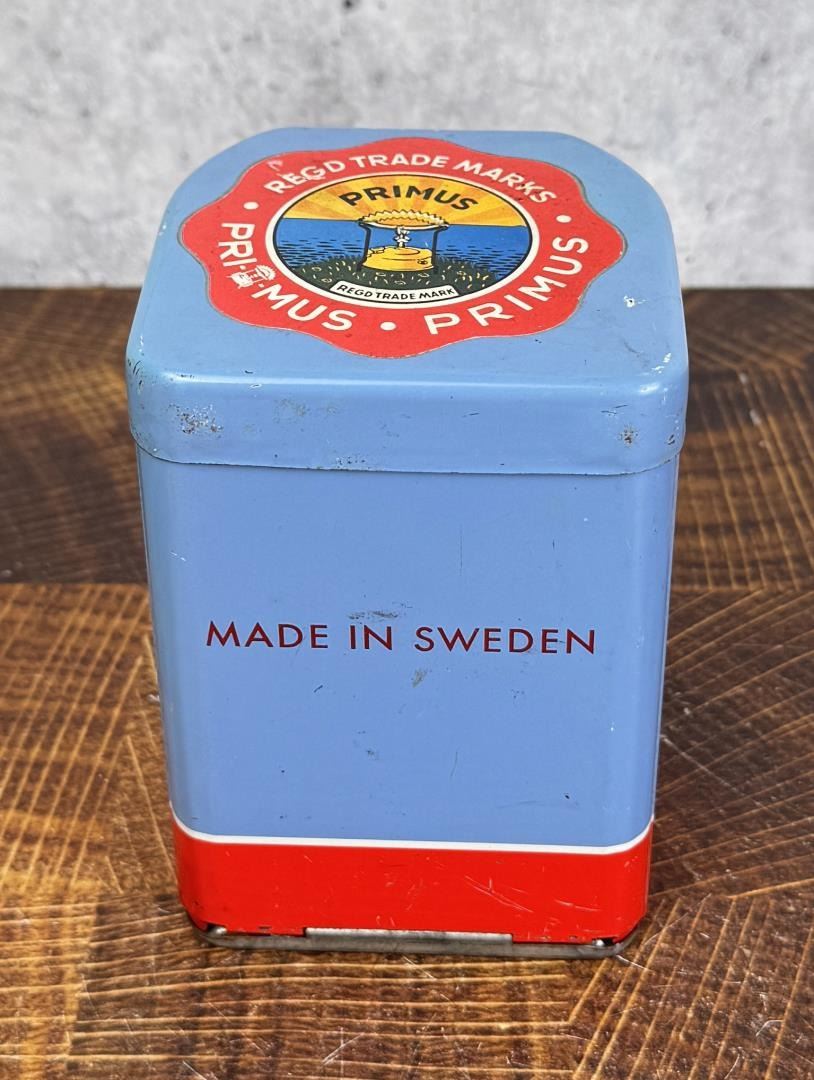 REGD TRADE MARKS
PRIMUS
REGD TRADE MARK
PRI-MUS • PRIMUS
MADE IN SWEDEN